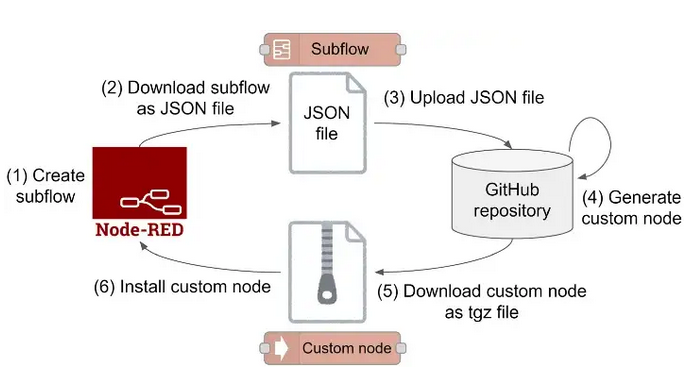 Subflow
(2) Download subflow
as JSON file
JSON
file
(3) Upload JSON file
(1) Create
subflow
Node-RED
GitHub
repository
(4) Generate
custom node
(6) Install custom node
(5) Download custom node
as tgz file
Custom node